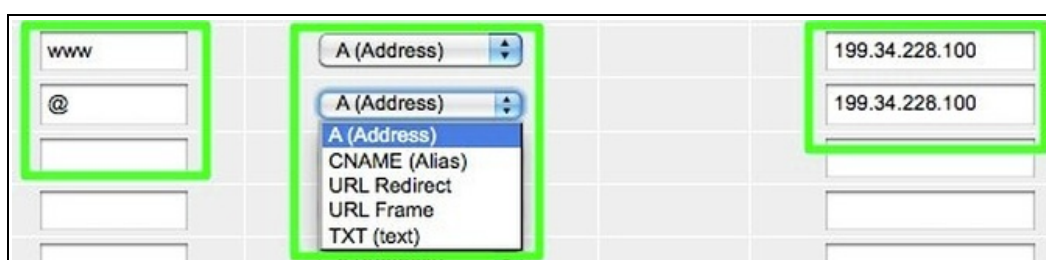 www A (Address) 199.34.228.100
@ A (Address) 199.34.228.100
A (Address)
CNAME (Alias)
URL Redirect
URL Frame
TXT (text)